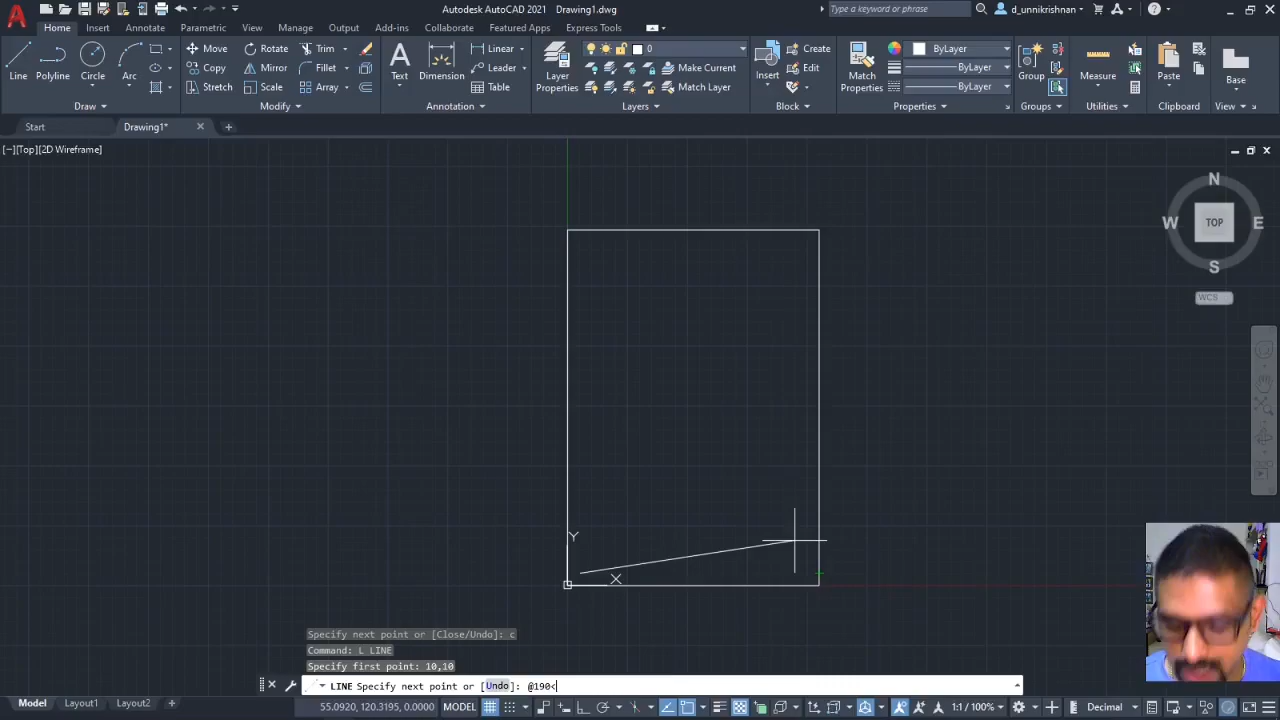 Autodesk AutoCAD 2021 Drawing1.dwg
Type a keyword or phrase
d_unnikrishnan
Home Insert Annotate Parametric View Manage Output Add-ins Collaborate Featured Apps Express Tools
Line Polyline Circle Arc
Move Rotate Trim
Copy Mirror Fillet
Stretch Scale Array
Text Dimension
Linear
Leader
Table
Layer Properties
0
Make Current
Match Layer
Insert
Create
Edit
Match Properties
ByLayer
ByLayer
ByLayer
Group
Measure
Paste
Base
Draw Modify Annotation Layers Block Properties Groups Utilities Clipboard View
Start Drawing1*
[−][Top][2D Wireframe]
N
W TOP E
S
WCS
Y
X
Specify next point or [Close/Undo]: c
Command: L LINE
Specify first point: 10,10
LINE Specify next point or [Undo]: @190<
Model Layout1 Layout2
55.0920, 120.3195, 0.0000 MODEL
1:1 / 100%
Decimal